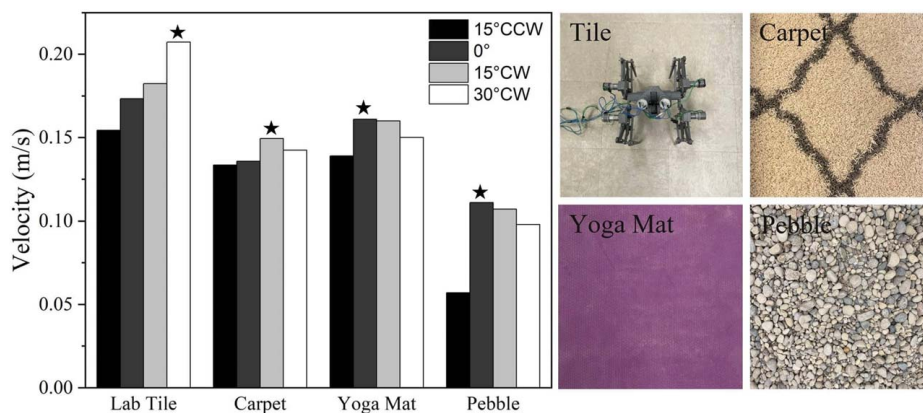 Velocity (m/s)
0.20
0.15
0.10
0.05
0.00
15°CCW
0°
15°CW
30°CW
Lab Tile
Carpet
Yoga Mat
Pebble
Tile
Carpet
Yoga Mat
Pebble